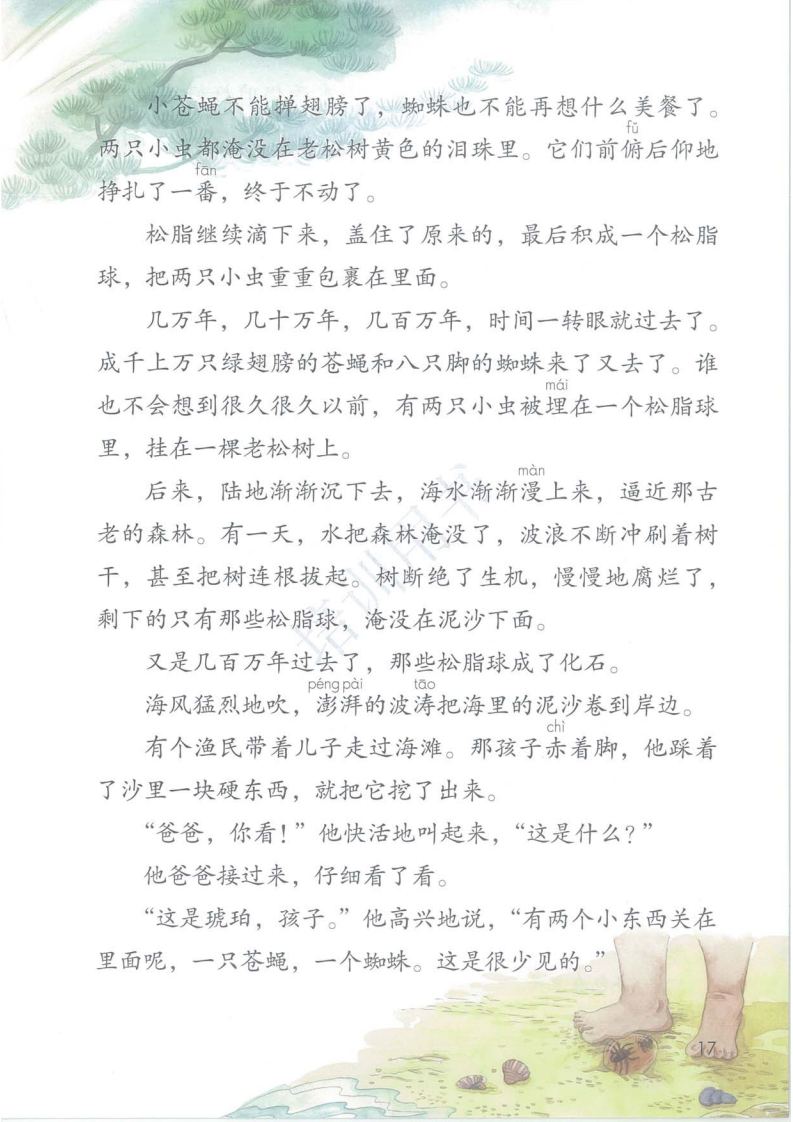 小苍蝇不能掸翅膀了，蜘蛛也不能再想什么美餐了。
fǔ
两只小虫都淹没在老松树黄色的泪珠里。它们前俯后仰地
fān
挣扎了一番，终于不动了。
松脂继续滴下来，盖住了原来的，最后积成一个松脂
球，把两只小虫重重包裹在里面。
几万年，几十万年，几百万年，时间一转眼就过去了。
成千上万只绿翅膀的苍蝇和八只脚的蜘蛛来了又去了。谁
mái
也不会想到很久很久以前，有两只小虫被埋在一个松脂球
里，挂在一棵老松树上。
màn
后来，陆地渐渐沉下去，海水渐渐漫上来，逼近那古
老的森林。有一天，水把森林淹没了，波浪不断冲刷着树
干，甚至把树连根拔起。树断绝了生机，慢慢地腐烂了，
剩下的只有那些松脂球，淹没在泥沙下面。
又是几百万年过去了，那些松脂球成了化石。
péng pài tāo
海风猛烈地吹，澎湃的波涛把海里的泥沙卷到岸边。
chì
有个渔民带着儿子走过海滩。那孩子赤着脚，他踩着
了沙里一块硬东西，就把它挖了出来。
“爸爸，你看！”他快活地叫起来，“这是什么？”
他爸爸接过来，仔细看了看。
“这是琥珀，孩子。”他高兴地说，“有两个小东西关在
里面呢，一只苍蝇，一个蜘蛛。这是很少见的。”
培训用书
17